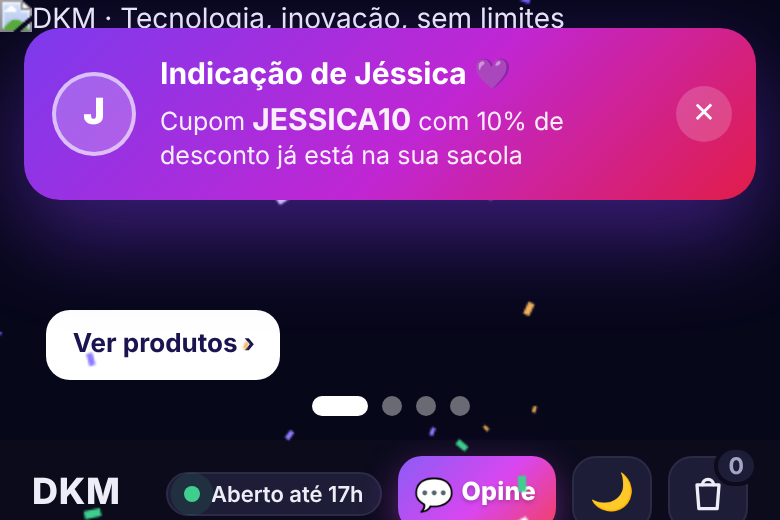 DKM · Tecnologia, inovação, sem limites
J
Indicação de Jéssica 💜
Cupom JESSICA10 com 10% de
desconto já está na sua sacola
Ver produtos ›
DKM
Aberto até 17h
Opine
0